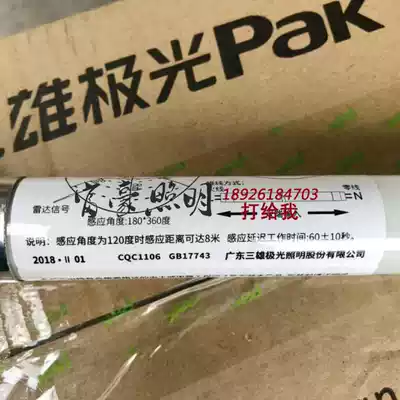 三雄极光Pak
富豪照明
18926184703
打给我
接线方式:
零线
N
雷达信号
感应角度:180*360度
说明: 感应角度为120度时感应距离可达8米 感应延迟工作时间:60±10秒。
2018·Ⅱ 01 CQC1106 GB17743 广东三雄极光照明股份有限公司